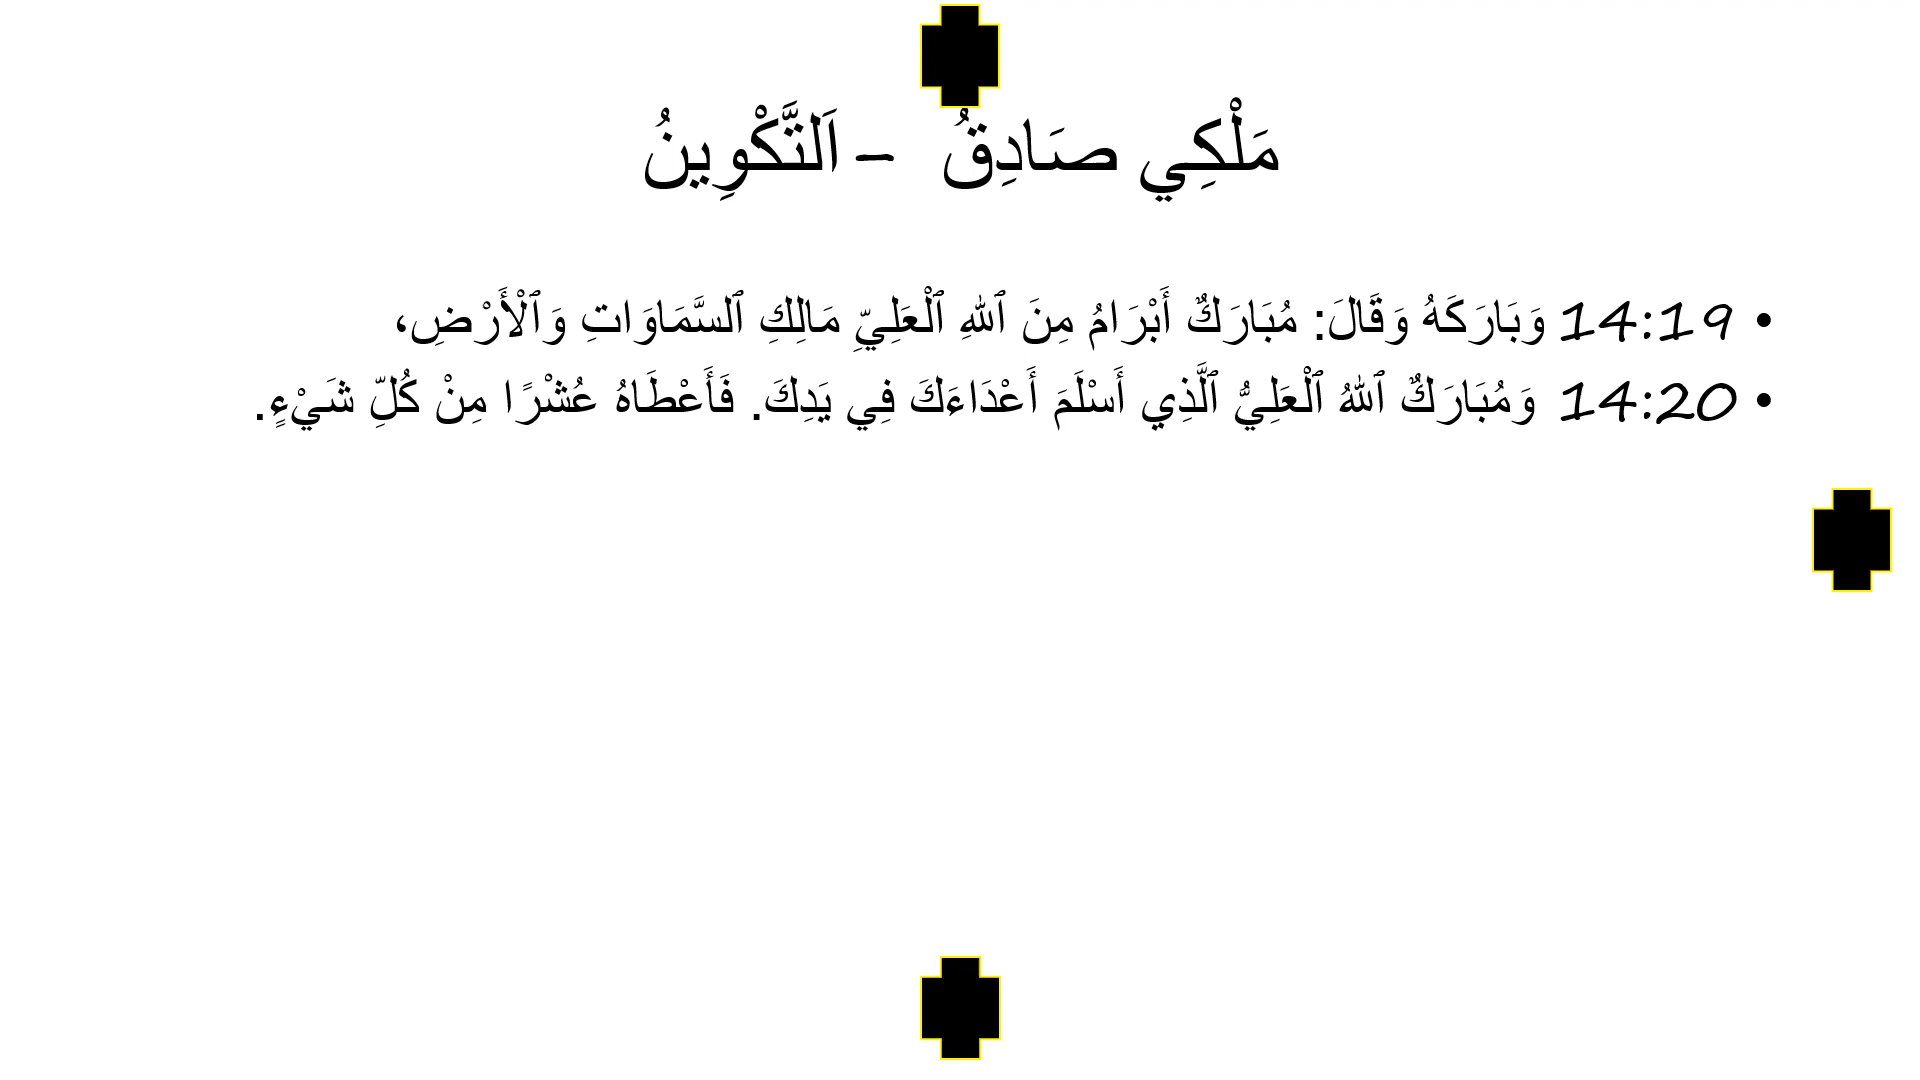 مَلْكِي صَادِقُ – اَلتَّكْوِينُ
• 14:19 وَبَارَكَهُ وَقَالَ: مُبَارَكٌ أَبْرَامُ مِنَ ٱللهِ ٱلْعَلِيِّ مَالِكِ ٱلسَّمَاوَاتِ وَٱلْأَرْضِ،
• 14:20 وَمُبَارَكٌ ٱللهُ ٱلْعَلِيُّ ٱلَّذِي أَسْلَمَ أَعْدَاءَكَ فِي يَدِكَ. فَأَعْطَاهُ عُشْرًا مِنْ كُلِّ شَيْءٍ.